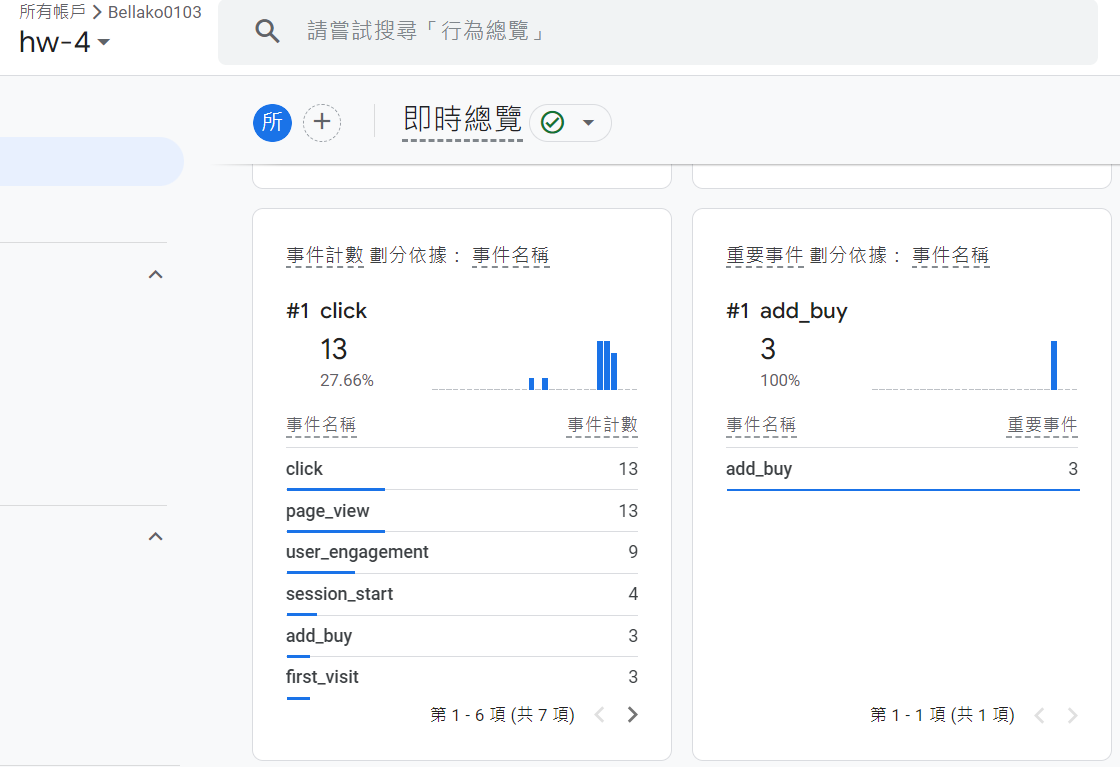 所有帳戶 > Bellako0103
hw-4
請嘗試搜尋「行為總覽」
所
即時總覽
事件計數 劃分依據： 事件名稱
#1 click
13
27.66%
事件名稱 事件計數
click 13
page_view 13
user_engagement 9
session_start 4
add_buy 3
first_visit 3
第 1 - 6 項 (共 7 項)
重要事件 劃分依據： 事件名稱
#1 add_buy
3
100%
事件名稱 重要事件
add_buy 3
第 1 - 1 項 (共 1 項)